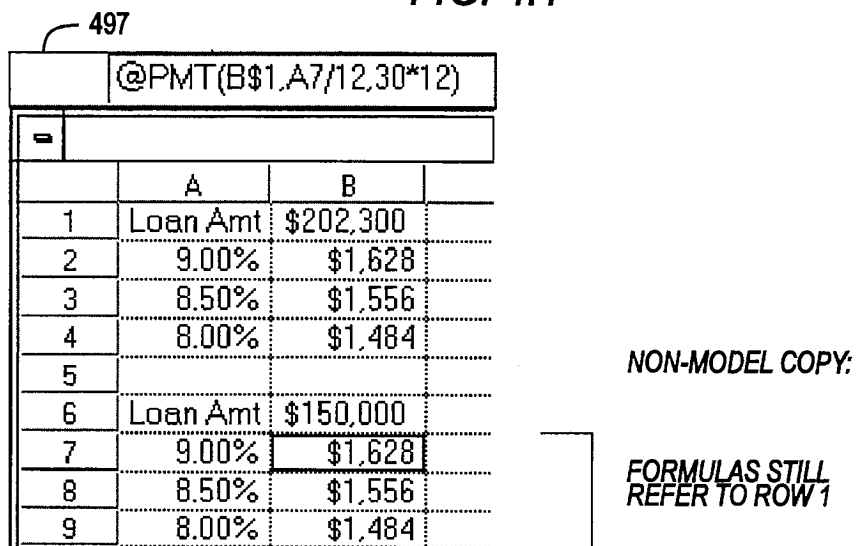 497
@PMT(B$1,A7/12,30*12)
A B
1 Loan Amt $202,300
2 9.00% $1,628
3 8.50% $1,556
4 8.00% $1,484
5
6 Loan Amt $150,000
7 9.00% $1,628
8 8.50% $1,556
9 8.00% $1,484
NON-MODEL COPY:
FORMULAS STILL
REFER TO ROW 1